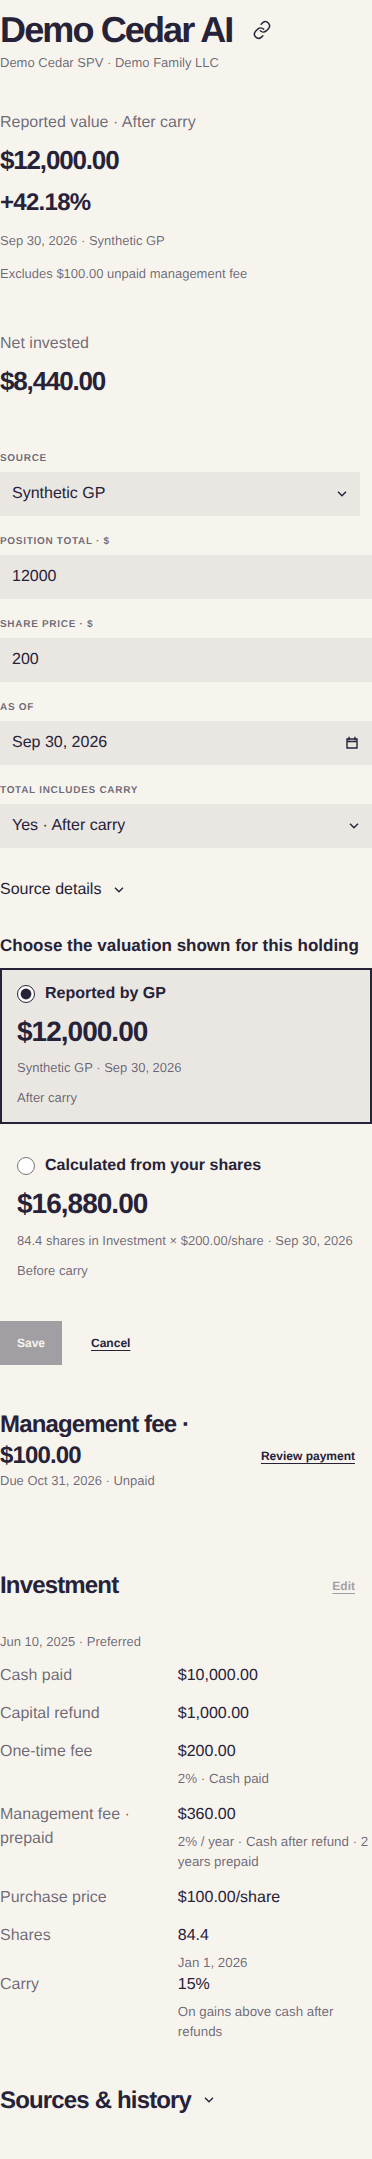 Demo Cedar AI
Demo Cedar SPV · Demo Family LLC
Reported value · After carry
$12,000.00
+42.18%
Sep 30, 2026 · Synthetic GP
Excludes $100.00 unpaid management fee
Net invested
$8,440.00
SOURCE
Synthetic GP
POSITION TOTAL · $
12000
SHARE PRICE · $
200
AS OF
Sep 30, 2026
TOTAL INCLUDES CARRY
Yes · After carry
Source details
Choose the valuation shown for this holding
Reported by GP
$12,000.00
Synthetic GP · Sep 30, 2026
After carry
Calculated from your shares
$16,880.00
84.4 shares in Investment × $200.00/share · Sep 30, 2026
Before carry
Save Cancel
Management fee ·
$100.00
Review payment
Due Oct 31, 2026 · Unpaid
Investment Edit
Jun 10, 2025 · Preferred
Cash paid $10,000.00
Capital refund $1,000.00
One-time fee $200.00
2% · Cash paid
Management fee · $360.00
prepaid
2% / year · Cash after refund · 2
years prepaid
Purchase price $100.00/share
Shares 84.4
Jan 1, 2026
Carry 15%
On gains above cash after
refunds
Sources & history